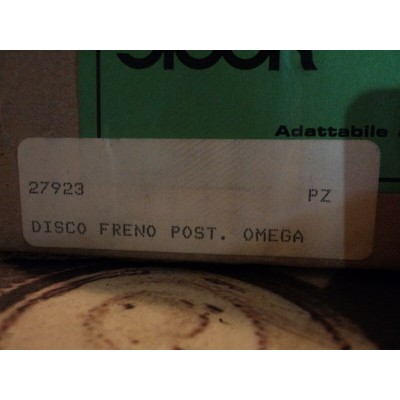 Adattabile
27923 PZ
DISCO FRENO POST. OMEGA